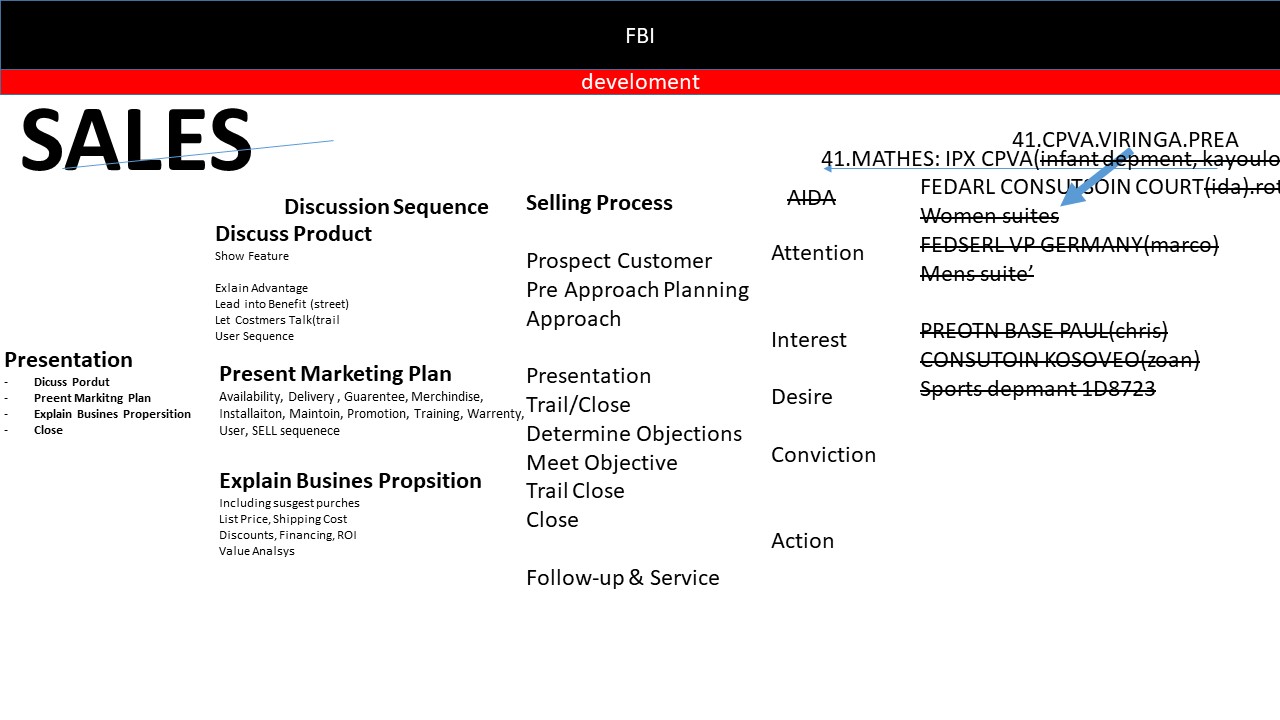 FBI
develoment
SALES
41.CPVA.VIRINGA.PREA
41.MATHES: IPX CPVA(infant depment, kayoulo
FEDARL CONSUTSOIN COURT(ida).rot
Women suites
FEDSERL VP GERMANY(marco)
Mens suite’
PREOTN BASE PAUL(chris)
CONSUTOIN KOSOVEO(zoan)
Sports depmant 1D8723
Presentation
- Dicuss Pordut
- Preent Markitng Plan
- Explain Busines Propersition
- Close
Discussion Sequence
Discuss Product
Show Feature
Exlain Advantage
Lead into Benefit (street)
Let Costmers Talk(trail
User Sequence
Present Marketing Plan
Availability, Delivery , Guarentee, Merchindise,
Installaiton, Maintoin, Promotion, Training, Warrenty,
User, SELL sequenece
Explain Busines Propsition
Including susgest purches
List Price, Shipping Cost
Discounts, Financing, ROI
Value Analsys
Selling Process
Prospect Customer
Pre Approach Planning
Approach
Presentation
Trail/Close
Determine Objections
Meet Objective
Trail Close
Close
Follow-up & Service
AIDA
Attention
Interest
Desire
Conviction
Action